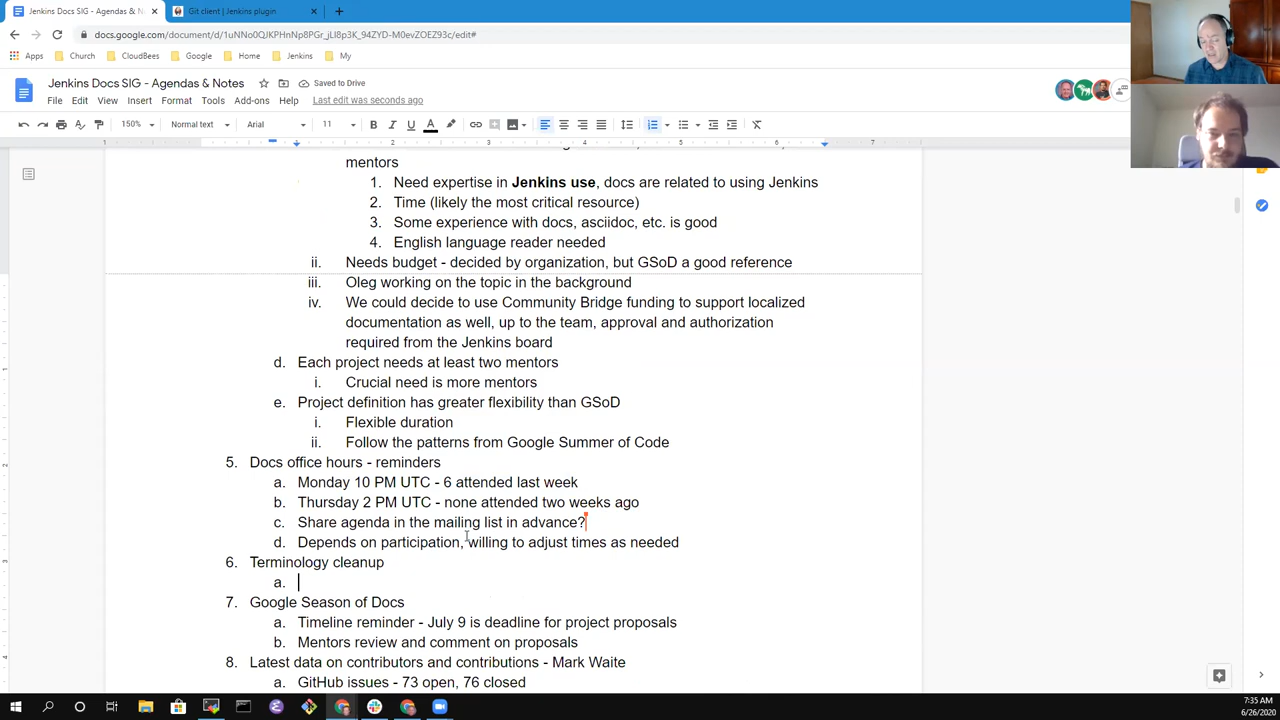 Jenkins Docs SIG - Agendas & N
Git client | Jenkins plugin
docs.google.com/document/d/1uNNo0QJKPHnNp8PGr_jLl8p3K_94ZYD-M0evZOEZ93c/edit#
Apps Church CloudBees Google Home Jenkins My
Jenkins Docs SIG - Agendas & Notes Saved to Drive
File Edit View Insert Format Tools Add-ons Help Last edit was seconds ago
150% Normal text Arial 11 B I U A
1 1 2 3 4 5 6 7
mentors
1. Need expertise in Jenkins use, docs are related to using Jenkins
2. Time (likely the most critical resource)
3. Some experience with docs, asciidoc, etc. is good
4. English language reader needed
ii. Needs budget - decided by organization, but GSoD a good reference
iii. Oleg working on the topic in the background
iv. We could decide to use Community Bridge funding to support localized
documentation as well, up to the team, approval and authorization
required from the Jenkins board
d. Each project needs at least two mentors
i. Crucial need is more mentors
e. Project definition has greater flexibility than GSoD
i. Flexible duration
ii. Follow the patterns from Google Summer of Code
5. Docs office hours - reminders
a. Monday 10 PM UTC - 6 attended last week
b. Thursday 2 PM UTC - none attended two weeks ago
c. Share agenda in the mailing list in advance?
d. Depends on participation, willing to adjust times as needed
6. Terminology cleanup
a.
7. Google Season of Docs
a. Timeline reminder - July 9 is deadline for project proposals
b. Mentors review and comment on proposals
8. Latest data on contributors and contributions - Mark Waite
a. GitHub issues - 73 open, 76 closed
7:35 AM
6/26/2020